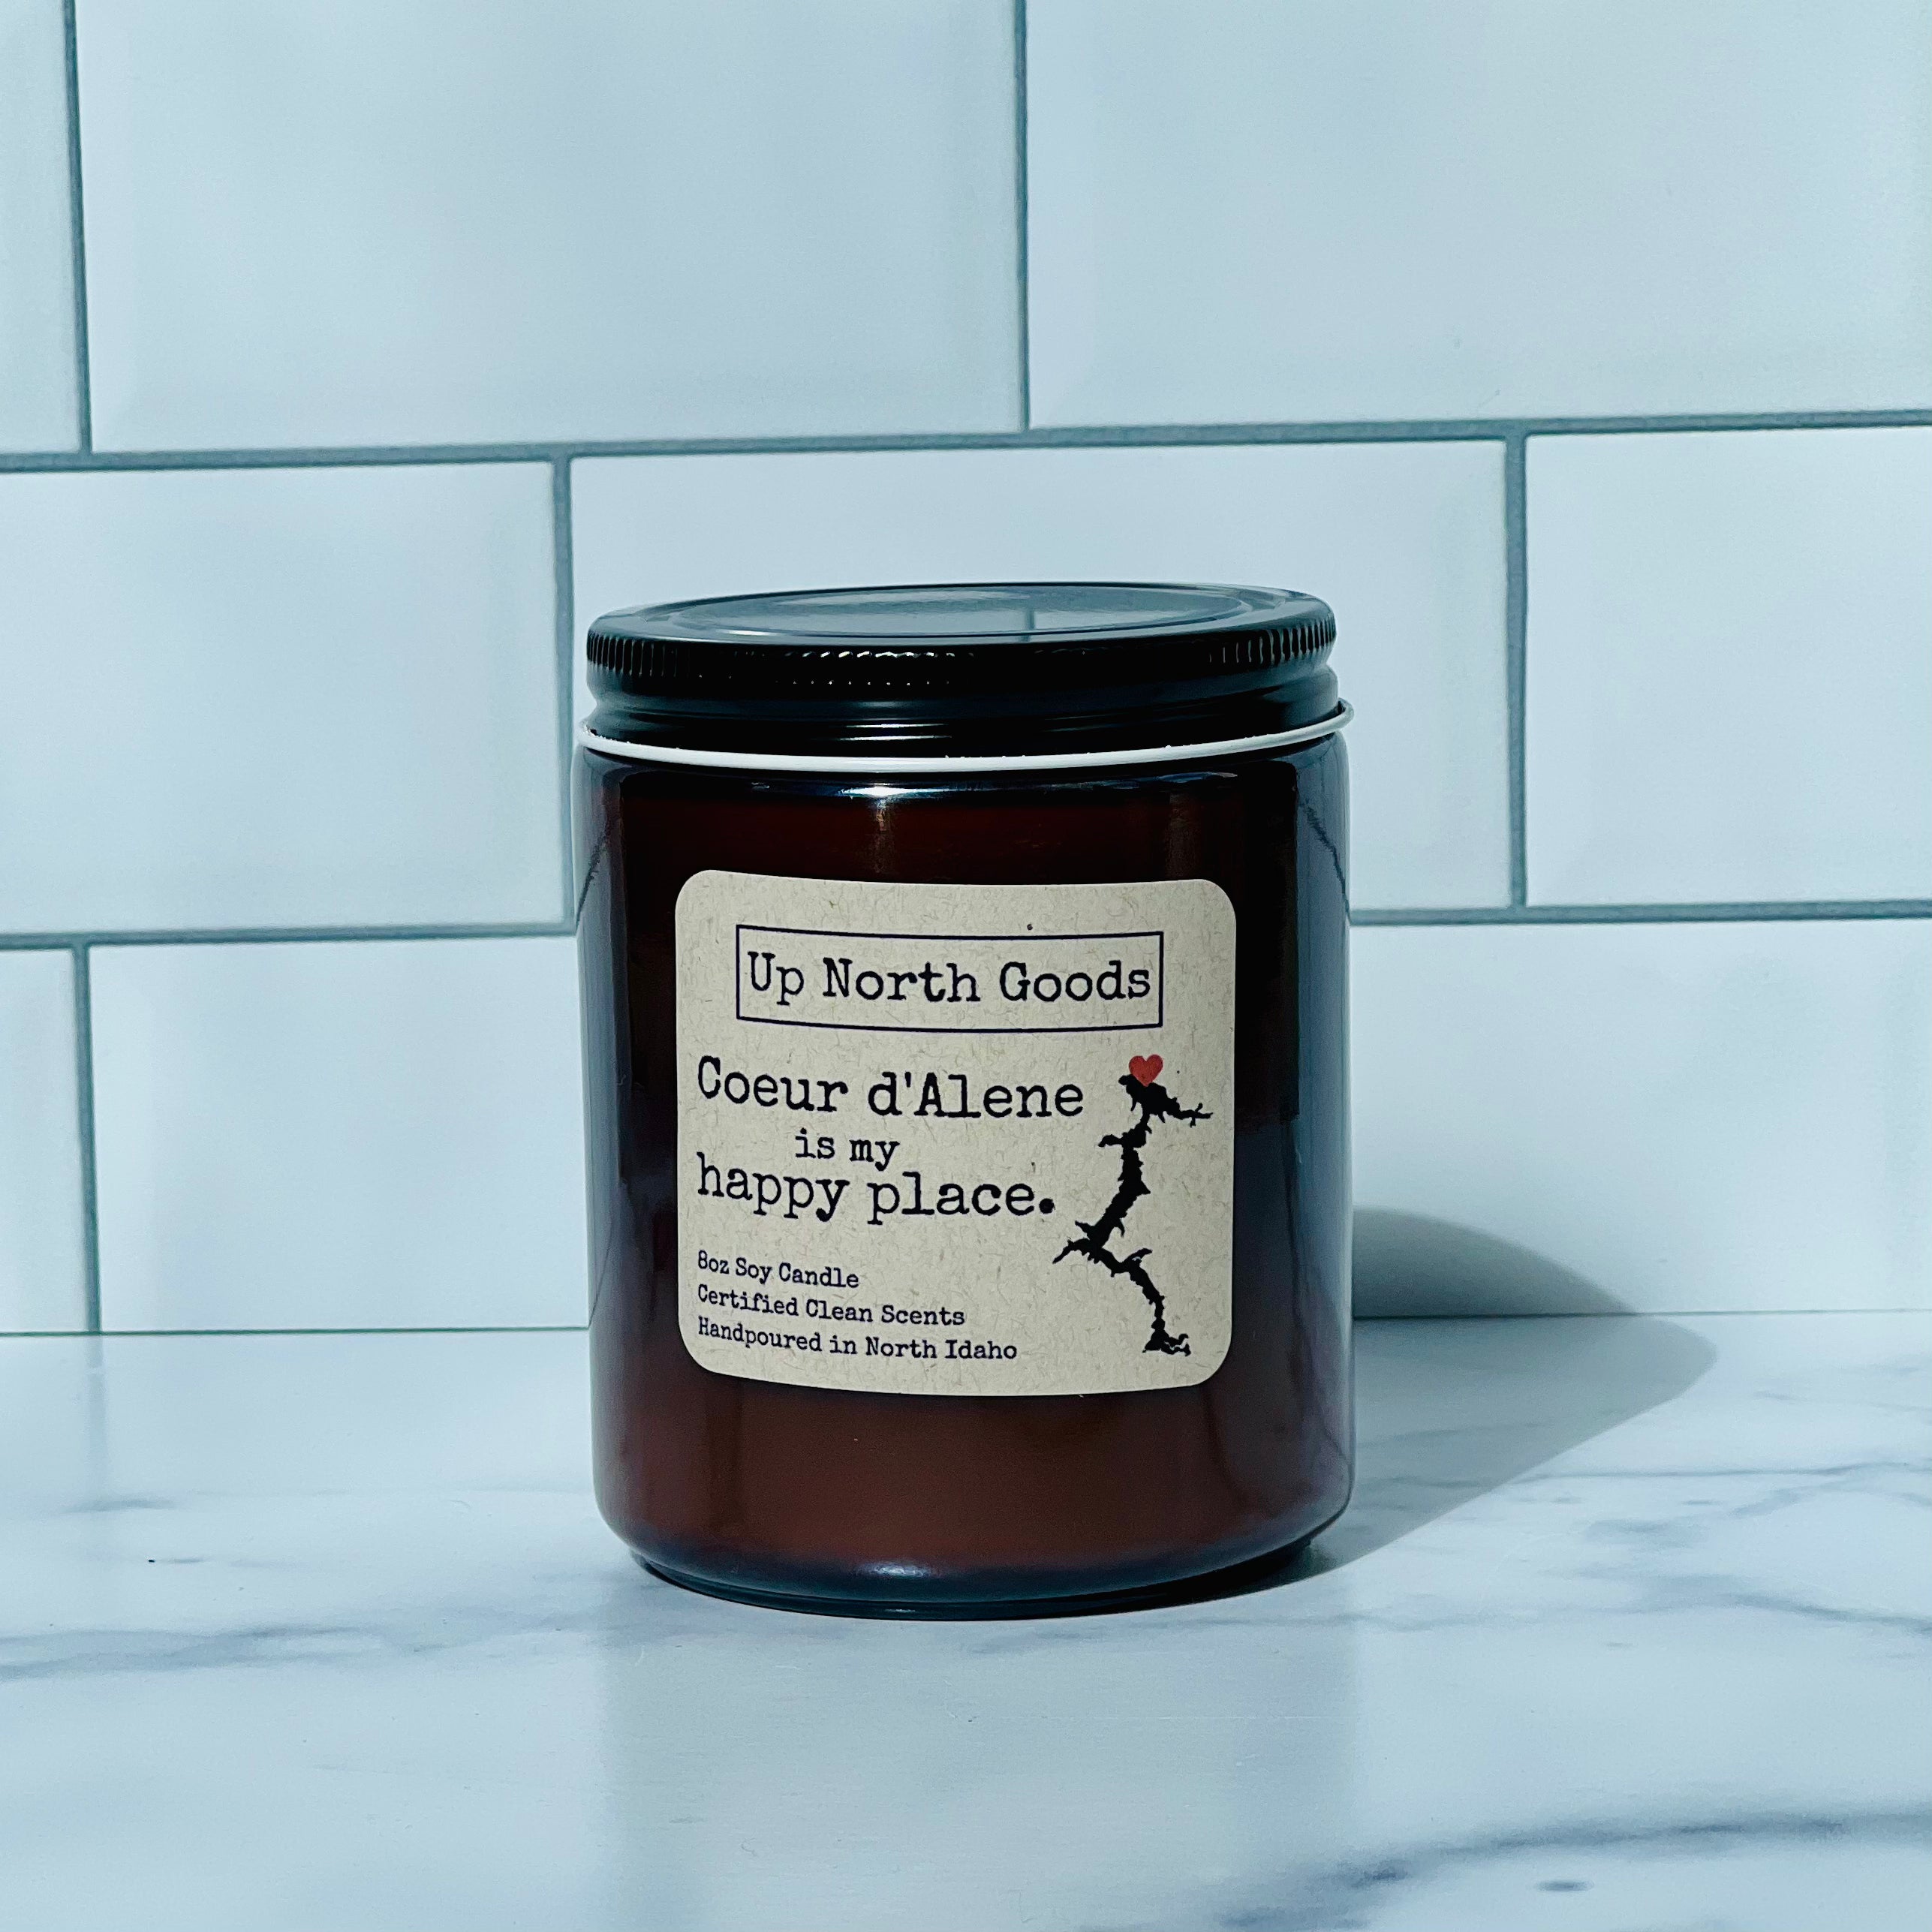 Up North Goods
Coeur d'Alene
is my
happy place.
8oz Soy Candle
Certified Clean Scents
Handpoured in North Idaho